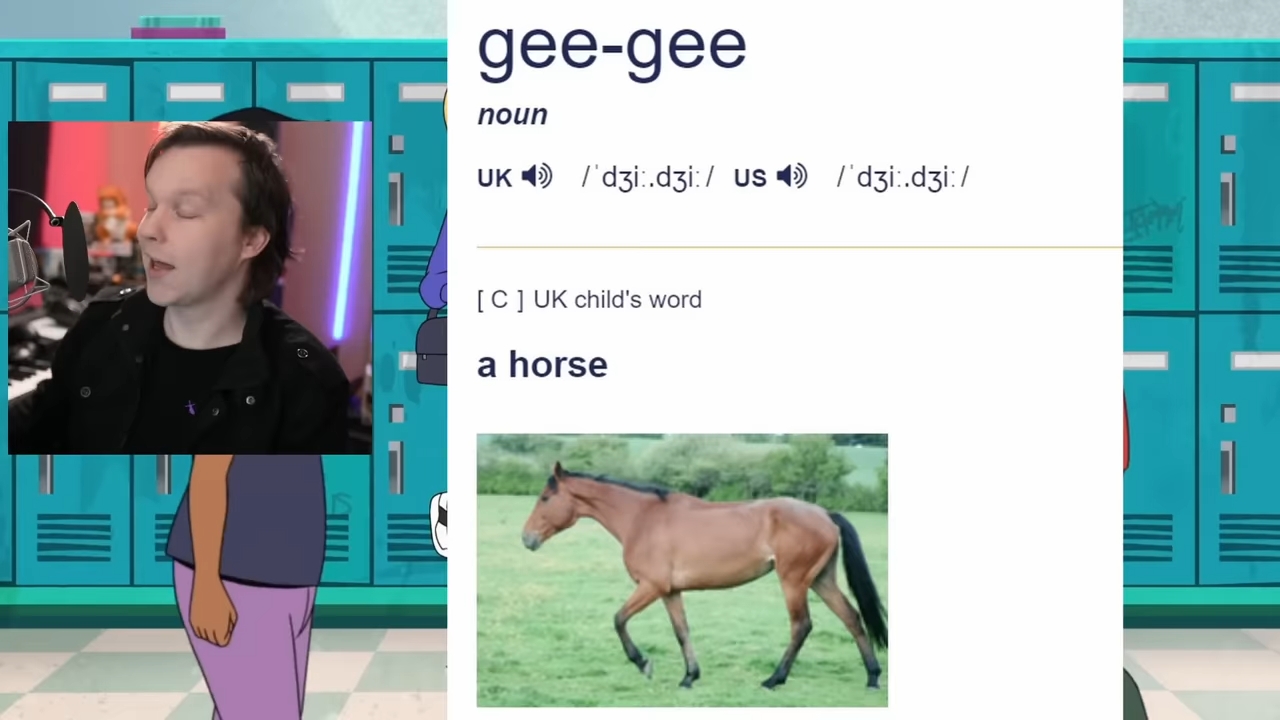 gee-gee
noun
UK /ˈdʒiː.dʒiː/ US /ˈdʒiː.dʒiː/
[ C ] UK child's word
a horse